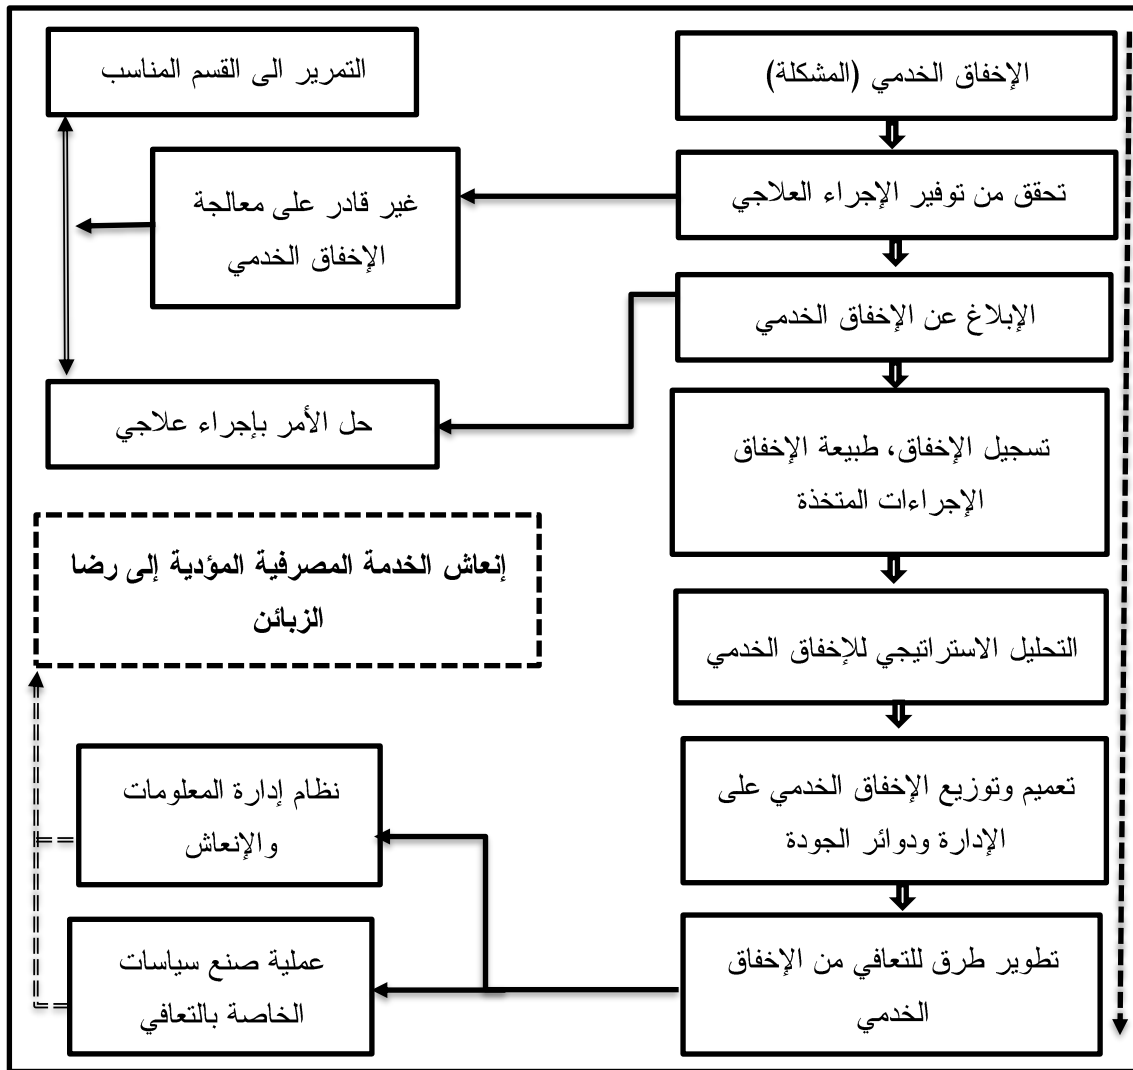 الإخفاق الخدمي (المشكلة)
التمرير الى القسم المناسب
تحقق من توفير الإجراء العلاجي
غير قادر على معالجة
الإخفاق الخدمي
الإبلاغ عن الإخفاق الخدمي
حل الأمر بإجراء علاجي
تسجيل الإخفاق، طبيعة الإخفاق
الإجراءات المتخذة
إنعاش الخدمة المصرفية المؤدية إلى رضا
الزبائن
التحليل الاستراتيجي للإخفاق الخدمي
تعميم وتوزيع الإخفاق الخدمي على
الإدارة ودوائر الجودة
نظام إدارة المعلومات
والإنعاش
تطوير طرق للتعافي من الإخفاق
الخدمي
عملية صنع سياسات
الخاصة بالتعافي